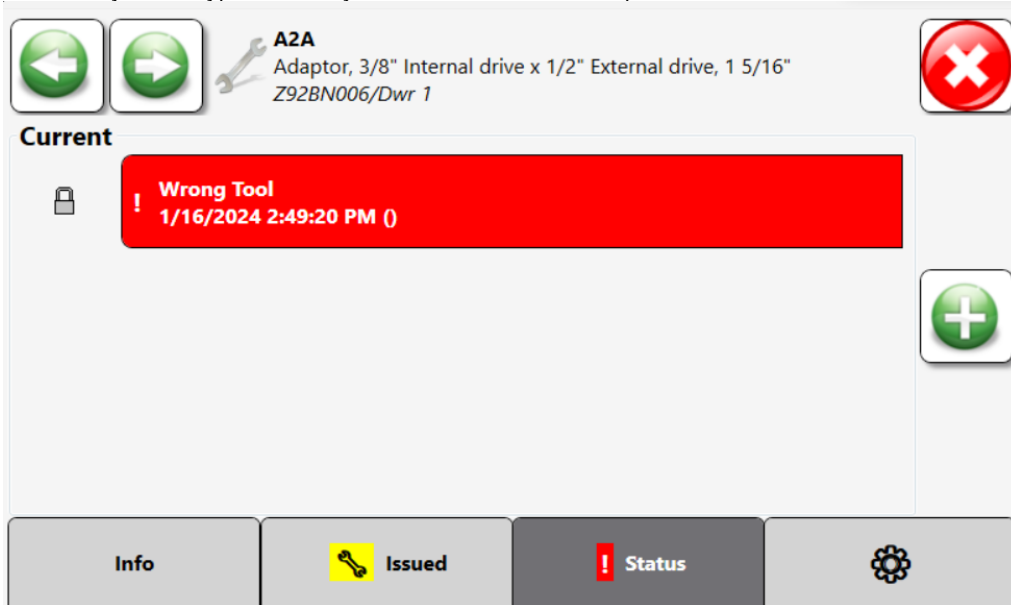 A2A
Adaptor, 3/8" Internal drive x 1/2" External drive, 1 5/16"
Z92BN006/Dwr 1
Current
! Wrong Tool
1/16/2024 2:49:20 PM ()
Info
Issued
! Status